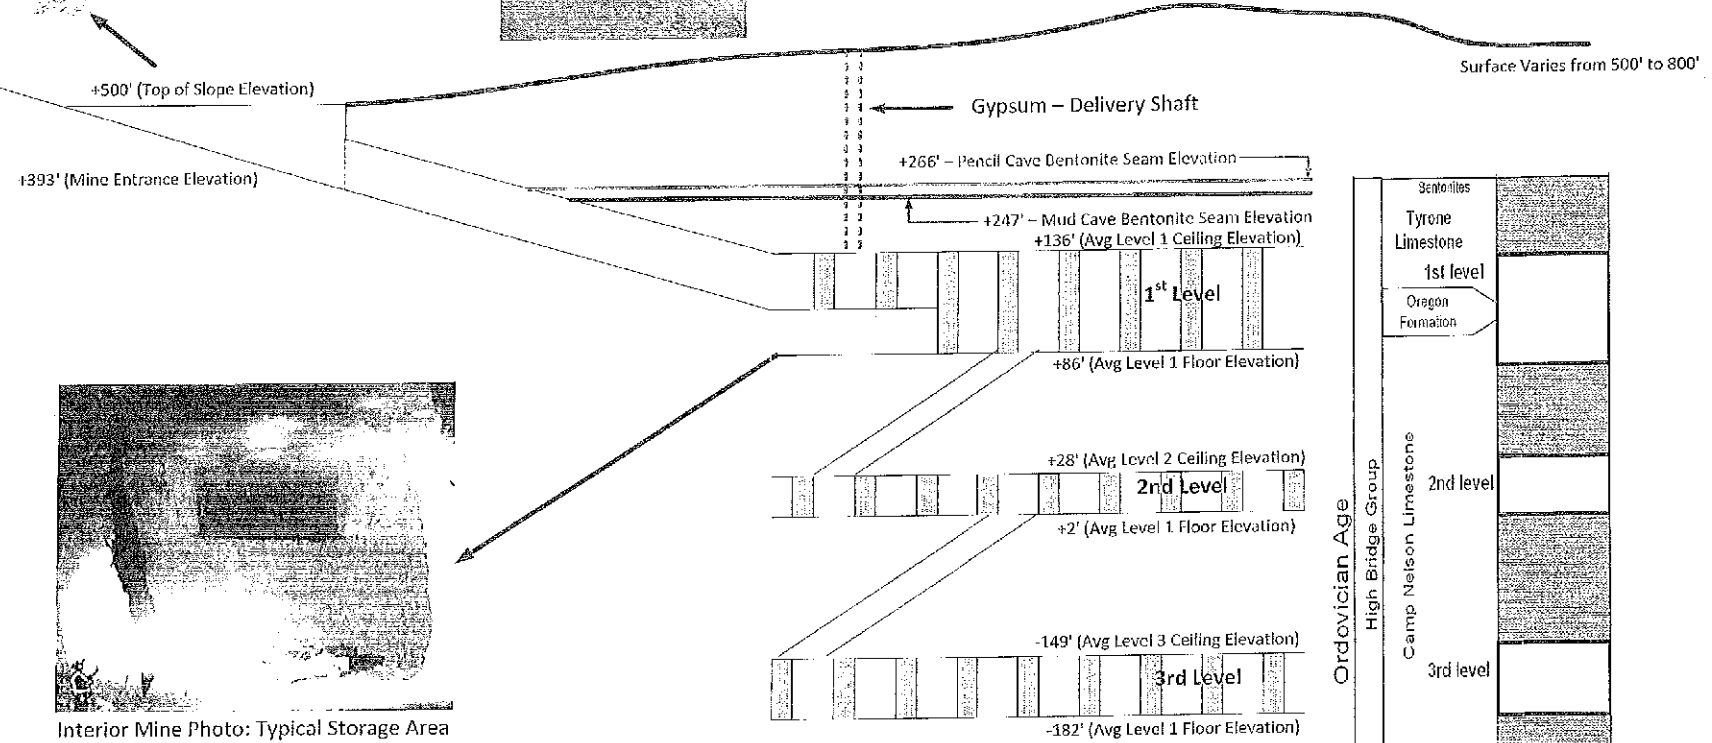 +500' (Top of Slope Elevation)
Surface Varies from 500' to 800'
Gypsum – Delivery Shaft
+393' (Mine Entrance Elevation)
+266' – Pencil Cave Bentonite Seam Elevation
+247' – Mud Cave Bentonite Seam Elevation
+136' (Avg Level 1 Ceiling Elevation)
1st Level
+86' (Avg Level 1 Floor Elevation)
+28' (Avg Level 2 Ceiling Elevation)
2nd Level
+2' (Avg Level 1 Floor Elevation)
-149' (Avg Level 3 Ceiling Elevation)
3rd Level
-182' (Avg Level 1 Floor Elevation)
Interior Mine Photo: Typical Storage Area
Ordovician Age
High Bridge Group
Camp Nelson Limestone
Bentonites
Tyrone
Limestone
1st level
Oregon
Formation
2nd level
3rd level